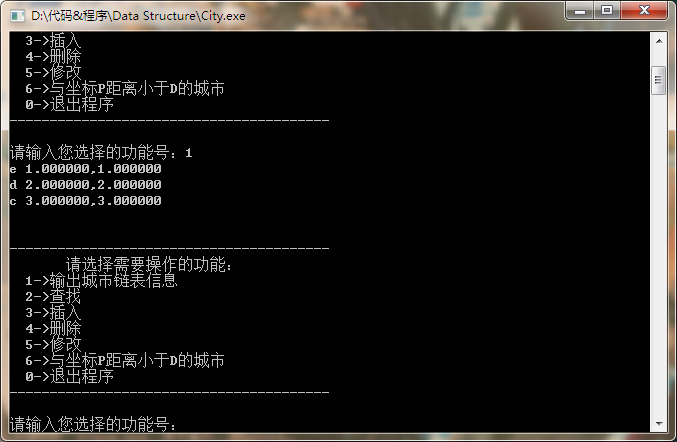 D:\代码&程序\Data Structure\City.exe
3->插入
4->删除
5->修改
6->与坐标P距离小于D的城市
0->退出程序
----------------------------------------
请输入您选择的功能号：1
e 1.000000,1.000000
d 2.000000,2.000000
c 3.000000,3.000000
----------------------------------------
请选择需要操作的功能：
1->输出城市链表信息
2->查找
3->插入
4->删除
5->修改
6->与坐标P距离小于D的城市
0->退出程序
----------------------------------------
请输入您选择的功能号：